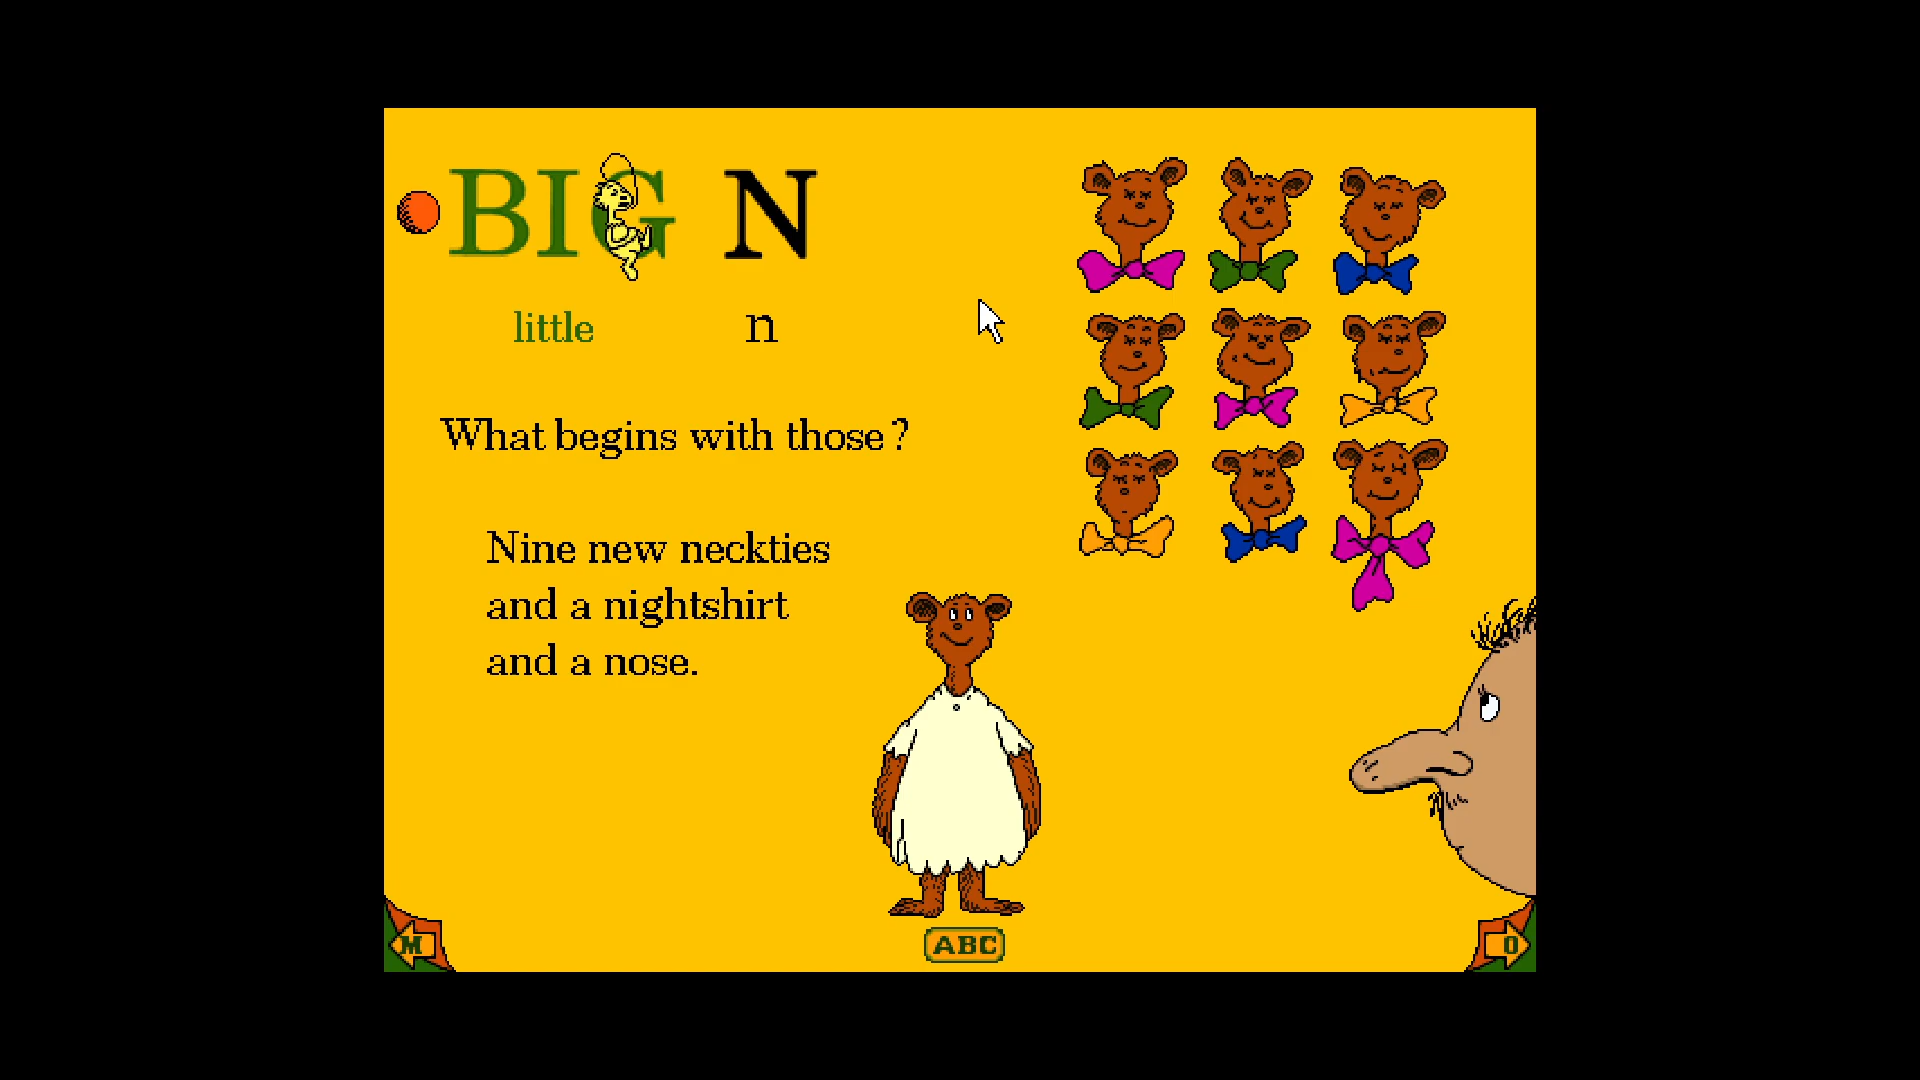 BIG N
little n
What begins with those?
Nine new neckties
and a nightshirt
and a nose.
M
ABC
O